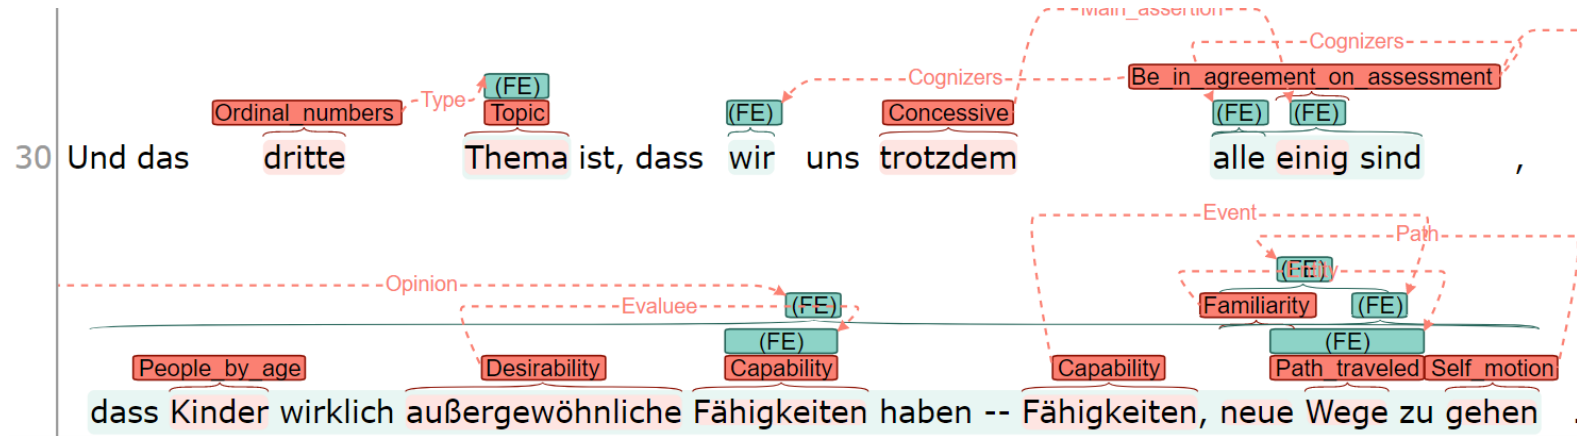 Main_assertion
Cognizers
(FE) Cognizers Be_in_agreement_on_assessment
Ordinal_numbers Type Topic (FE) Concessive (FE) (FE)
30 Und das dritte Thema ist, dass wir uns trotzdem alle einig sind ,
Event
Path
(FE) Entity
Opinion
Evaluee (FE) Familiarity (FE)
(FE) (FE)
People_by_age Desirability Capability Capability Path_traveled Self_motion
dass Kinder wirklich außergewöhnliche Fähigkeiten haben -- Fähigkeiten, neue Wege zu gehen .